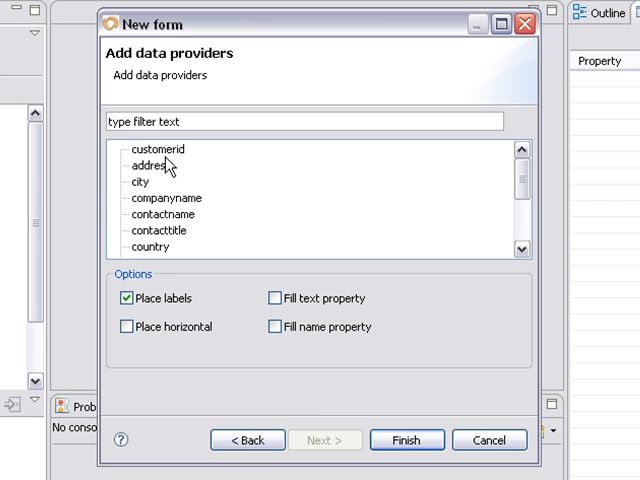 New form
Outline
Add data providers
Add data providers
Property
type filter text
customerid
addres
city
companyname
contactname
contacttitle
country
Options
Place labels
Fill text property
Place horizontal
Fill name property
Prob
No conso
?
< Back
Next >
Finish
Cancel